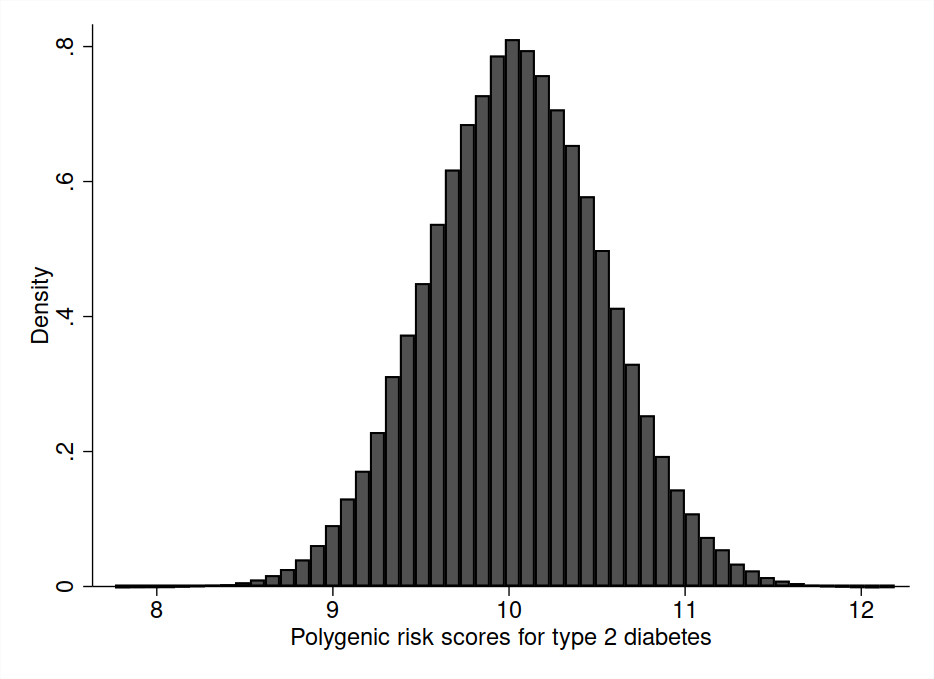 Density
.8
.6
.4
.2
0
8 9 10 11 12
Polygenic risk scores for type 2 diabetes